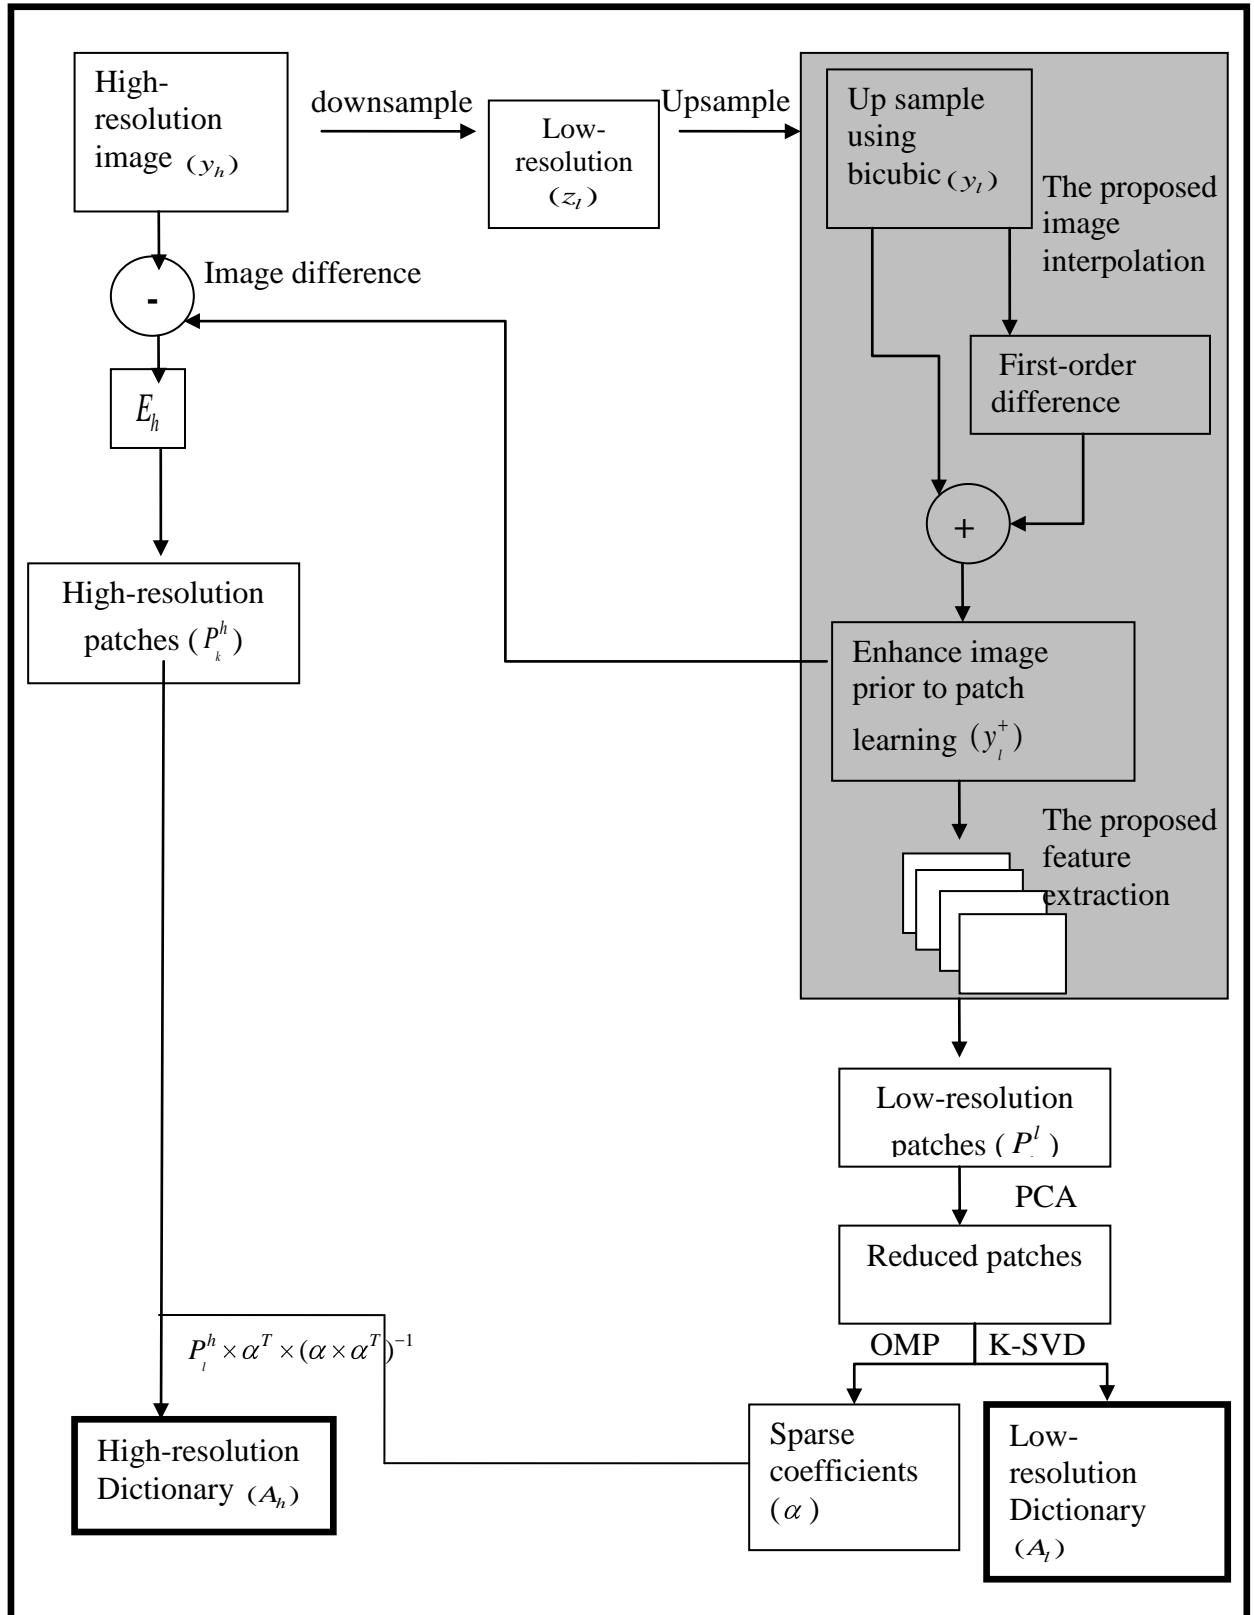 High-
resolution
image (y_h)
downsample
Low-
resolution
(z_l)
Upsample
Up sample
using
bicubic (y_l)
The proposed
image
interpolation
Image difference
-
E_h
First-order
difference
+
High-resolution
patches (P_k^h)
Enhance image
prior to patch
learning (y_l^+)
The proposed
feature
extraction
Low-resolution
patches (P^l)
PCA
Reduced patches
OMP
K-SVD
P_l^h × α^T × (α × α^T)^{-1}
High-resolution
Dictionary (A_h)
Sparse
coefficients
(α)
Low-
resolution
Dictionary
(A_l)